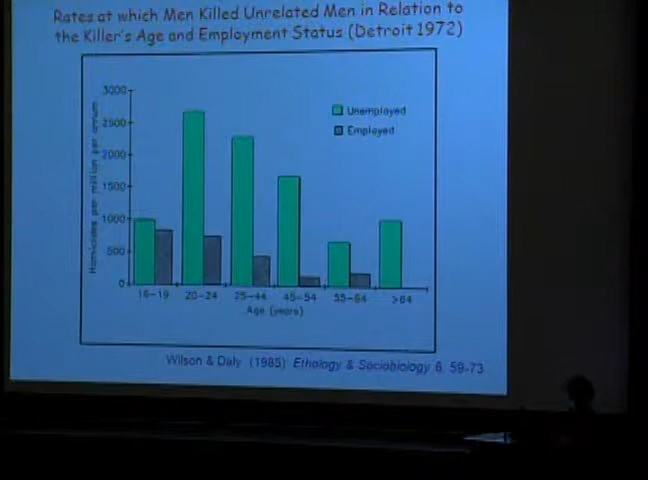 Rates at which Men Killed Unrelated Men in Relation to
the Killer's Age and Employment Status (Detroit 1972)
Homicides per million per annum
3000
2500
2000
1500
1000
500
0
Unemployed
Employed
16-19 20-24 25-44 45-54 55-64 >64
Age (years)
Wilson & Daly (1985) Ethology & Sociobiology 6, 59-73